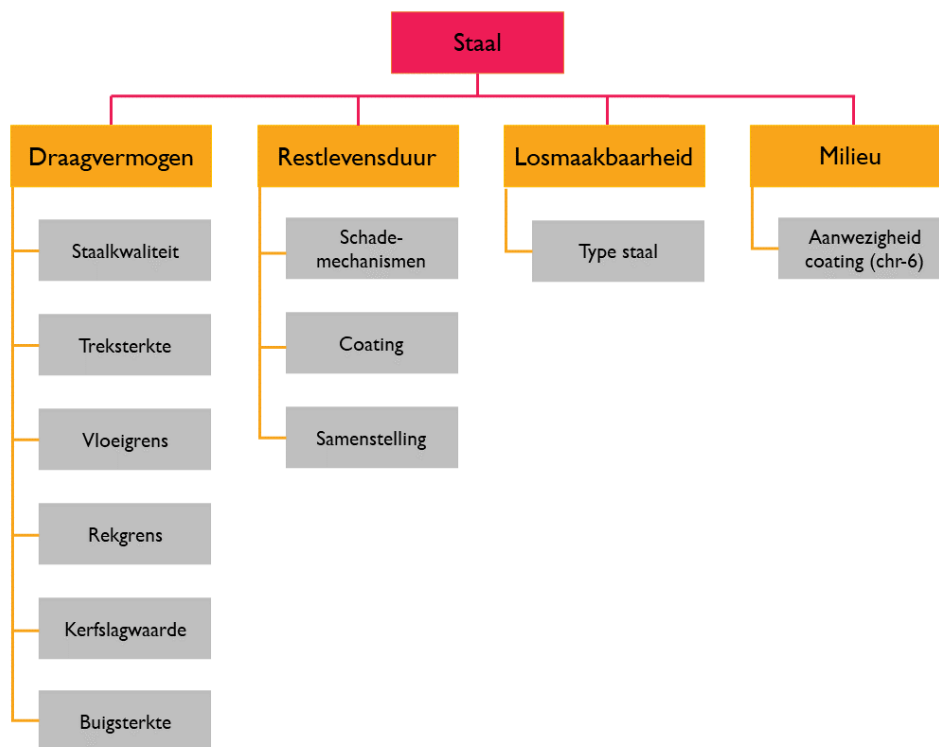 Staal
Draagvermogen
Staalkwaliteit
Treksterkte
Vloeigrens
Rekgrens
Kerfslagwaarde
Buigsterkte
Restlevensduur
Schade-
mechanismen
Coating
Samenstelling
Losmaakbaarheid
Type staal
Milieu
Aanwezigheid
coating (chr-6)